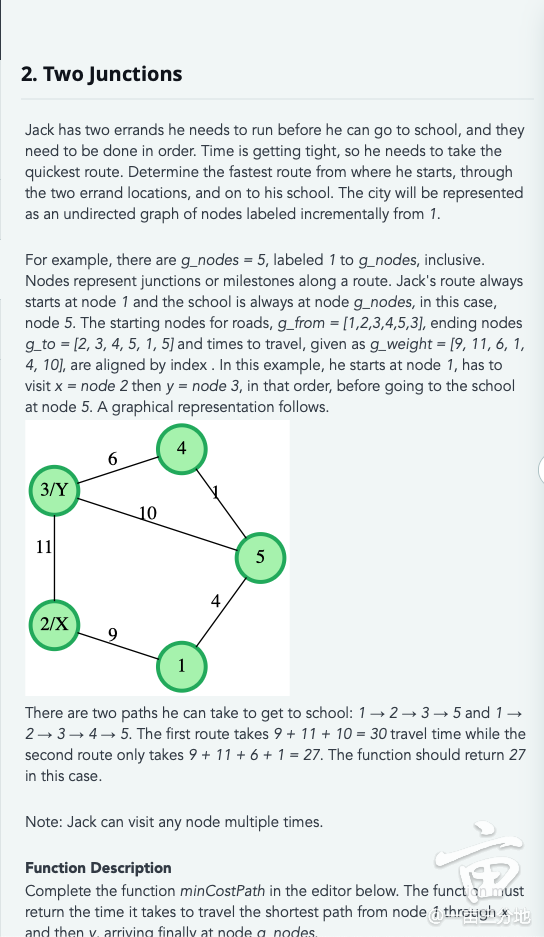 2. Two Junctions
Jack has two errands he needs to run before he can go to school, and they
need to be done in order. Time is getting tight, so he needs to take the
quickest route. Determine the fastest route from where he starts, through
the two errand locations, and on to his school. The city will be represented
as an undirected graph of nodes labeled incrementally from 1.
For example, there are g_nodes = 5, labeled 1 to g_nodes, inclusive.
Nodes represent junctions or milestones along a route. Jack's route always
starts at node 1 and the school is always at node g_nodes, in this case,
node 5. The starting nodes for roads, g_from = [1,2,3,4,5,3], ending nodes
g_to = [2, 3, 4, 5, 1, 5] and times to travel, given as g_weight = [9, 11, 6, 1,
4, 10], are aligned by index . In this example, he starts at node 1, has to
visit x = node 2 then y = node 3, in that order, before going to the school
at node 5. A graphical representation follows.
4
6
3/Y
1
10
11
5
4
2/X
9
1
There are two paths he can take to get to school: 1 → 2 → 3 → 5 and 1 →
2 → 3 → 4 → 5. The first route takes 9 + 11 + 10 = 30 travel time while the
second route only takes 9 + 11 + 6 + 1 = 27. The function should return 27
in this case.
Note: Jack can visit any node multiple times.
Function Description
Complete the function minCostPath in the editor below. The function must
return the time it takes to travel the shortest path from node 1 through x
and then y, arriving finally at node g_nodes.